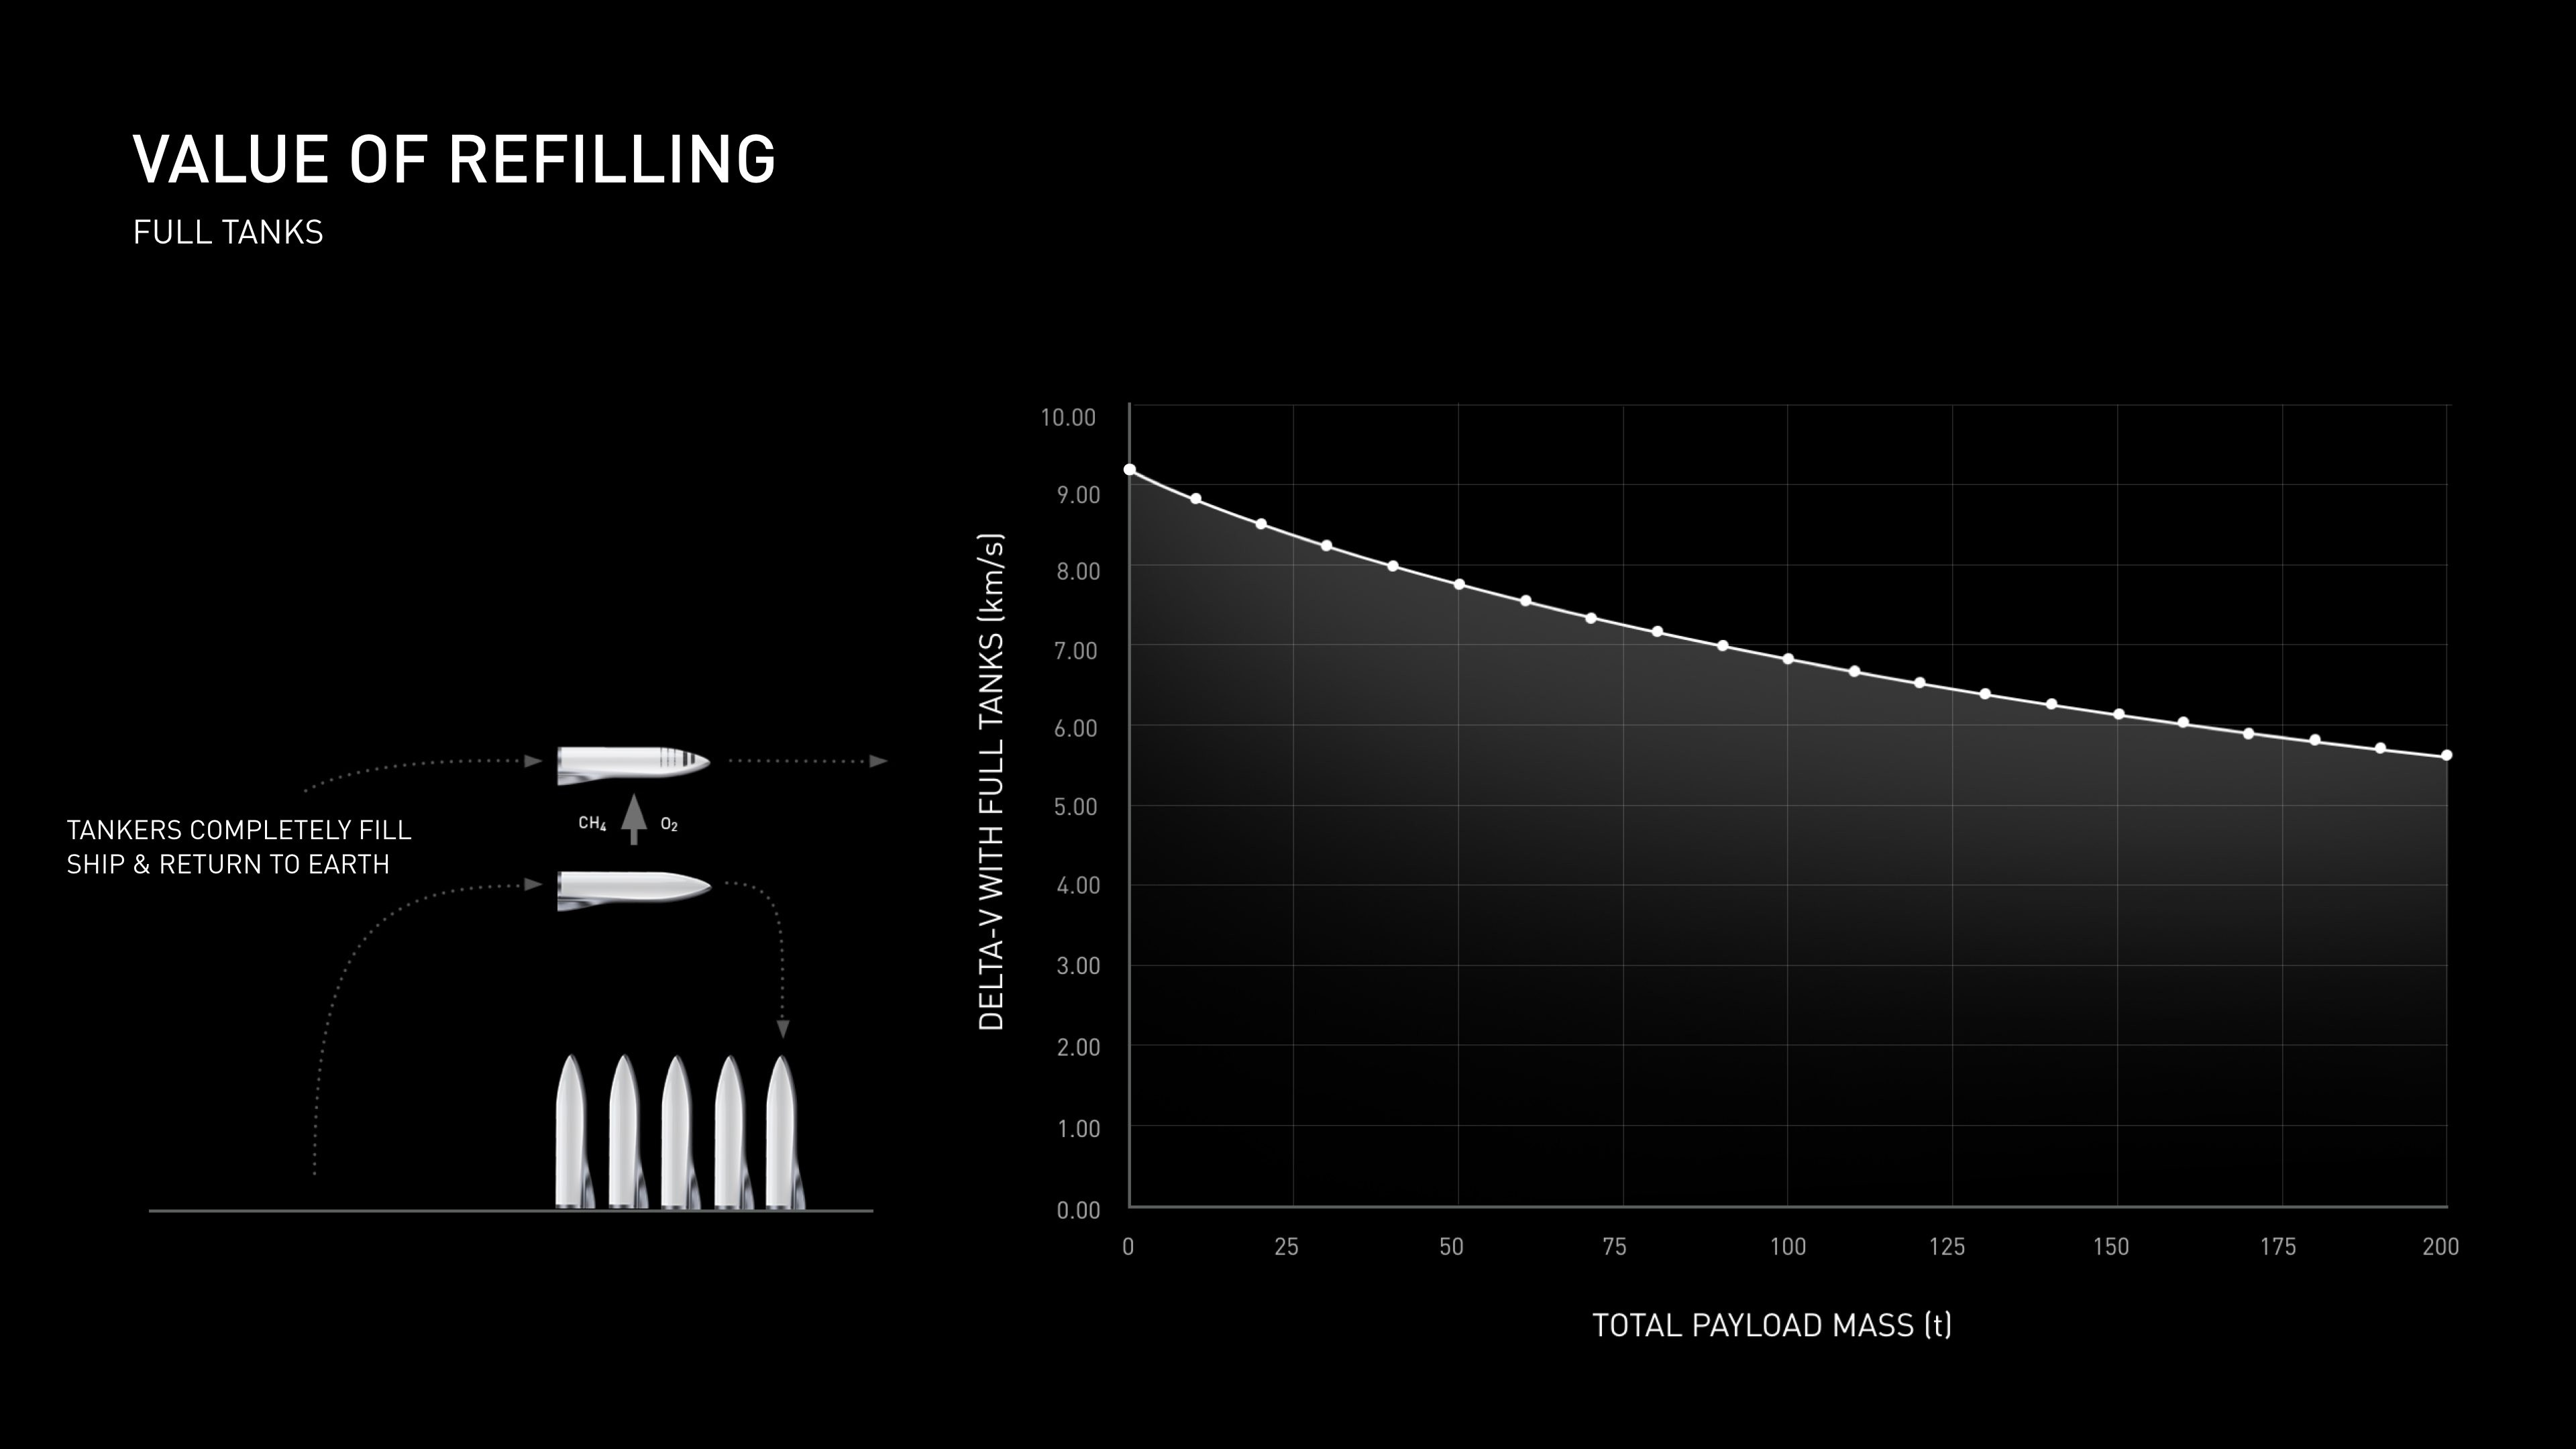 VALUE OF REFILLING
FULL TANKS
TANKERS COMPLETELY FILL
SHIP & RETURN TO EARTH
CH₄
O₂
DELTA-V WITH FULL TANKS (km/s)
10.00
9.00
8.00
7.00
6.00
5.00
4.00
3.00
2.00
1.00
0.00
0 25 50 75 100 125 150 175 200
TOTAL PAYLOAD MASS (t)